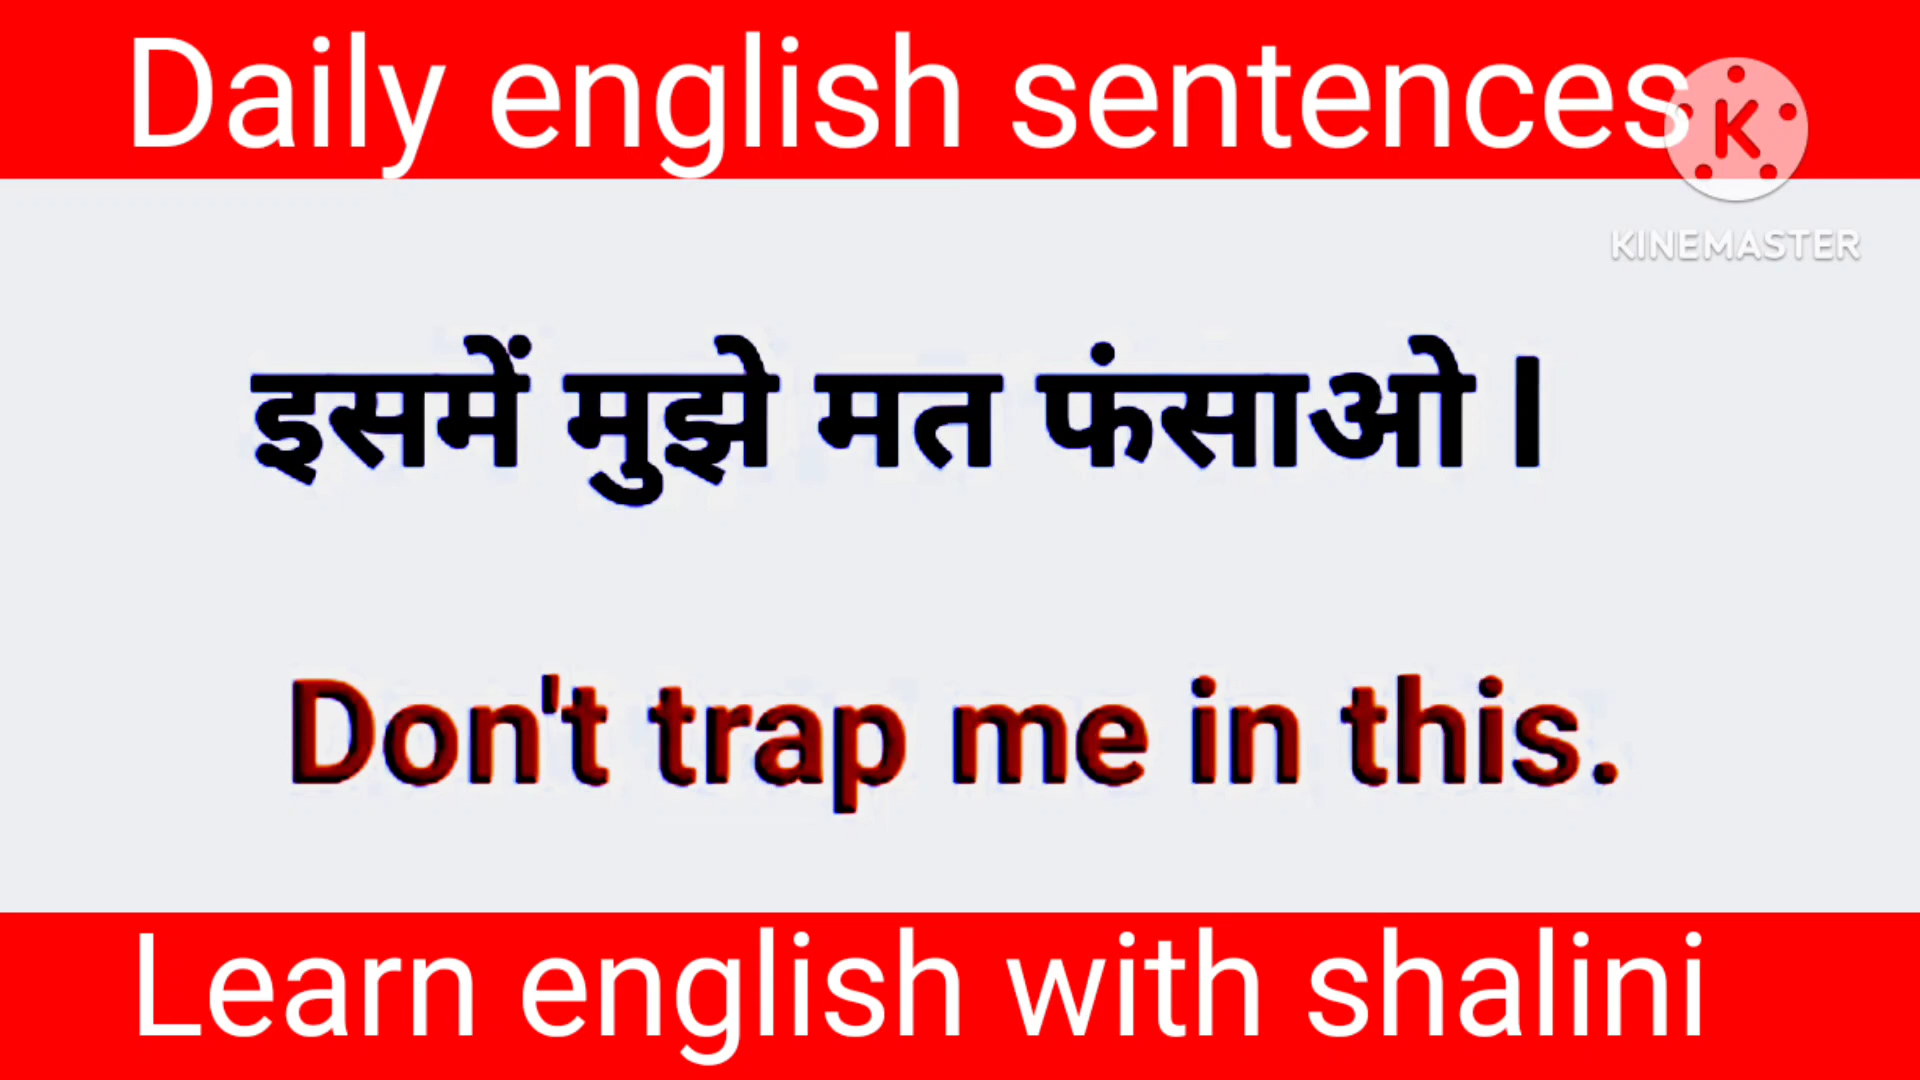 Daily english sentences
K
KINEMASTER
इसमें मुझे मत फंसाओ।
Don't trap me in this.
Learn english with shalini